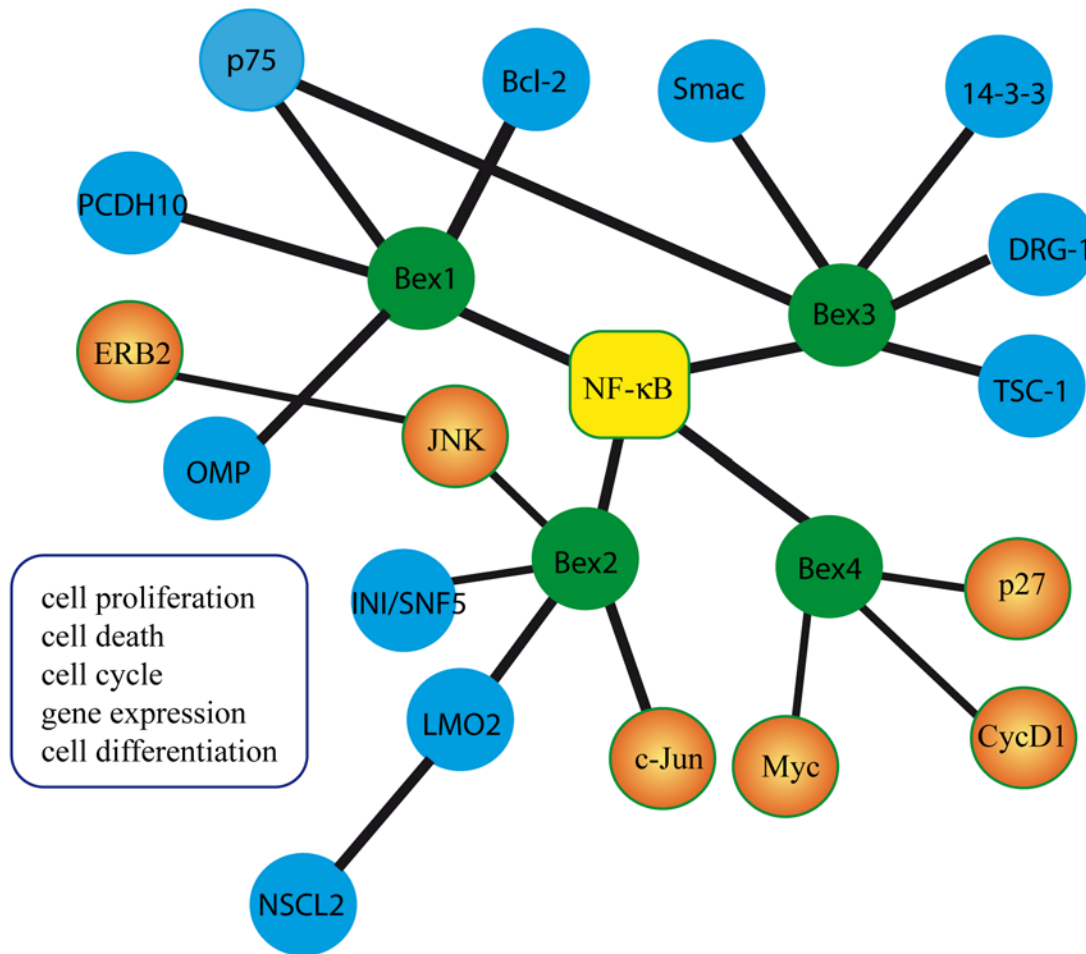 p75
Bcl-2
Smac
14-3-3
PCDH10
DRG-1
Bex1
Bex3
ERB2
NF-κB
TSC-1
JNK
OMP
Bex2
Bex4
p27
INI/SNF5
cell proliferation
cell death
cell cycle
gene expression
cell differentiation
LMO2
c-Jun
Myc
CycD1
NSCL2